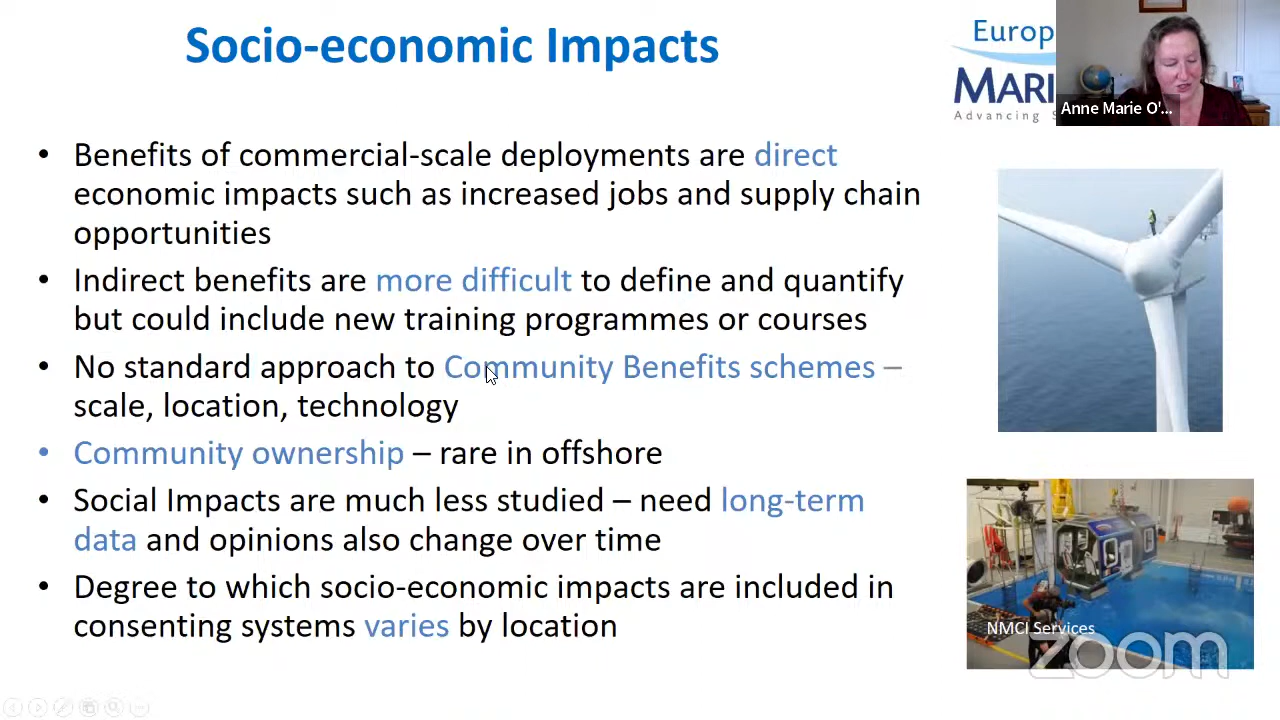 Socio-economic Impacts
Europ
MARI
Advancing S
Anne Marie O'...
• Benefits of commercial-scale deployments are direct
economic impacts such as increased jobs and supply chain
opportunities
• Indirect benefits are more difficult to define and quantify
but could include new training programmes or courses
• No standard approach to Community Benefits schemes –
scale, location, technology
• Community ownership – rare in offshore
• Social Impacts are much less studied – need long-term
data and opinions also change over time
• Degree to which socio-economic impacts are included in
consenting systems varies by location
NMCI Services
zoom